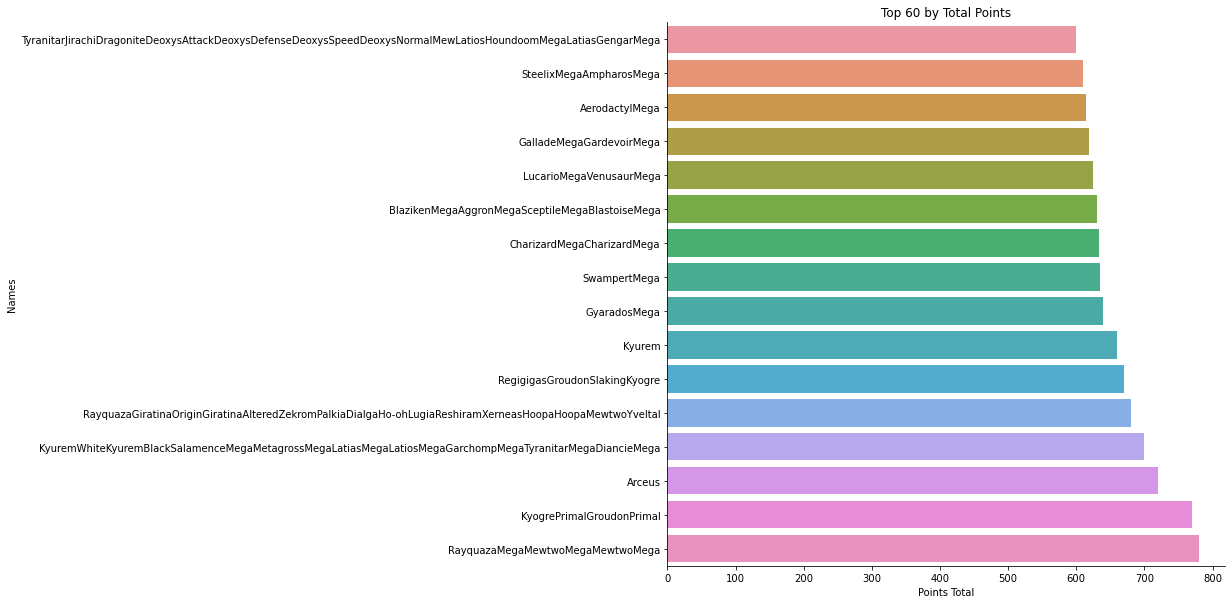 Top 60 by Total Points
TyranitarJirachiDragoniteDeoxysAttackDeoxysDefenseDeoxysSpeedDeoxysNormalMewLatiosHoundoomMegaLatiasGengarMega
SteelixMegaAmpharosMega
AerodactylMega
GalladeMegaGardevoirMega
LucarioMegaVenusaurMega
BlazikenMegaAggronMegaSceptileMegaBlastoiseMega
CharizardMegaCharizardMega
SwampertMega
GyaradosMega
Kyurem
RegigigasGroudonSlakingKyogre
RayquazaGiratinaOriginGiratinaAlteredZekromPalkiaDialgaHo-ohLugiaReshiramXerneasHoopaHoopaMewtwoYveltal
KyuremWhiteKyuremBlackSalamenceMegaMetagrossMegaLatiasMegaLatiosMegaGarchompMegaTyranitarMegaDiancieMega
Arceus
KyogrePrimalGroudonPrimal
RayquazaMegaMewtwoMegaMewtwoMega
Names
0 100 200 300 400 500 600 700 800
Points Total